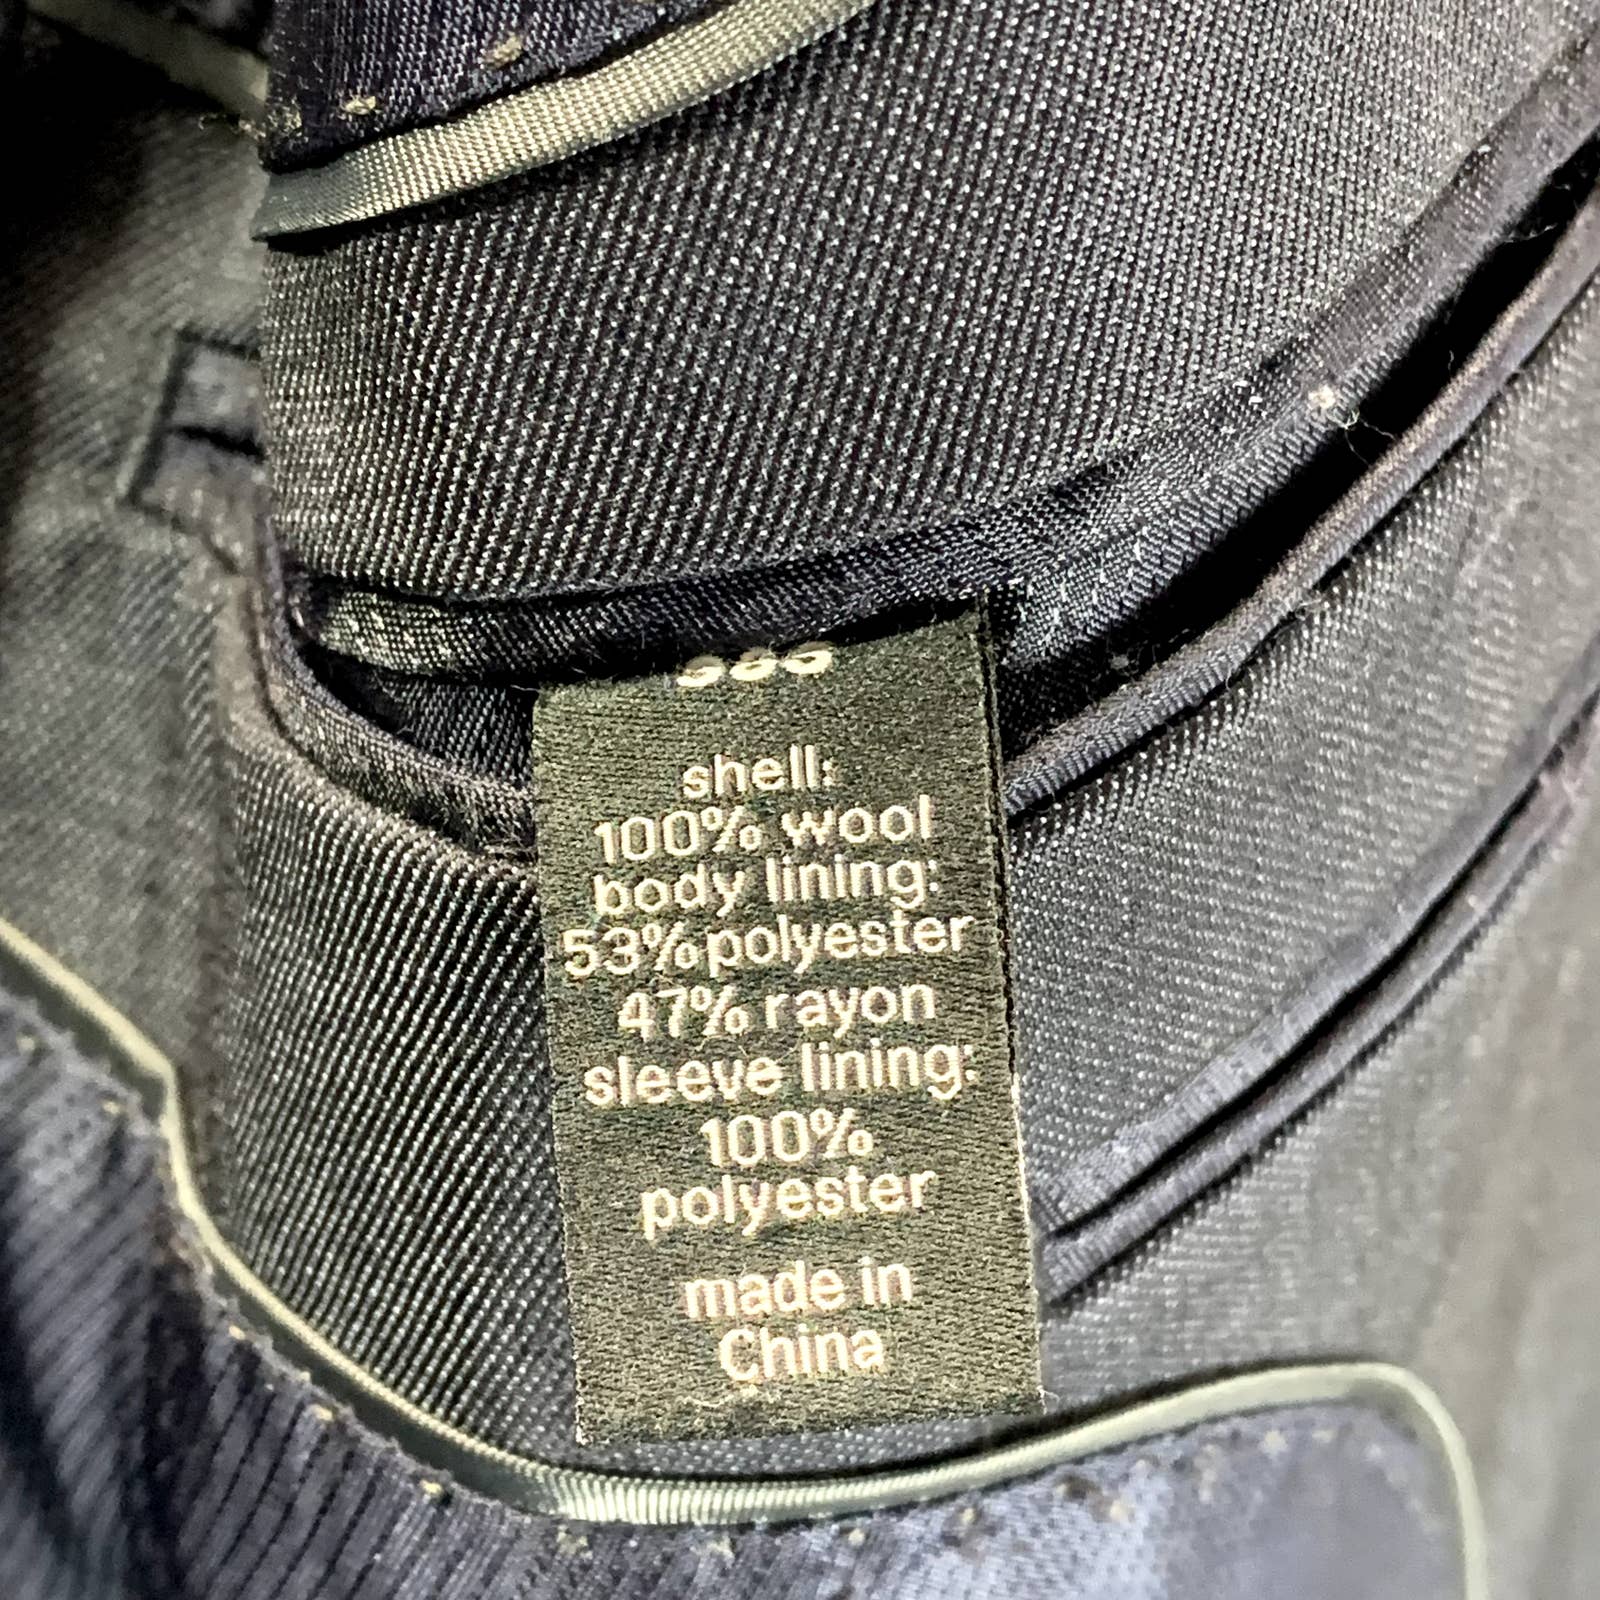 shell:
100% wool
body lining:
53% polyester
47% rayon
sleeve lining:
100%
polyester
made in
China